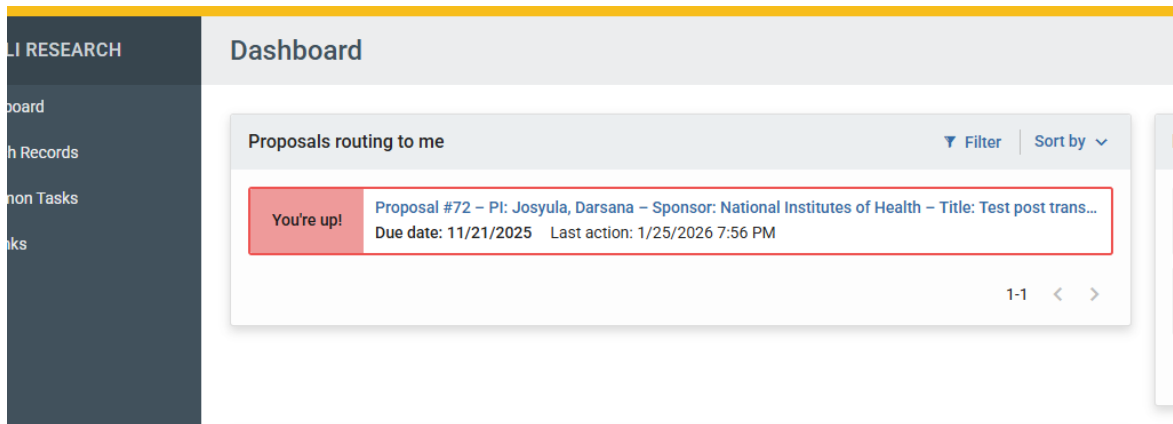 LI RESEARCH
Dashboard
board
h Records
mon Tasks
nks
Proposals routing to me
Filter
Sort by
You're up!
Proposal #72 – PI: Josyula, Darsana – Sponsor: National Institutes of Health – Title: Test post trans...
Due date: 11/21/2025 Last action: 1/25/2026 7:56 PM
1-1